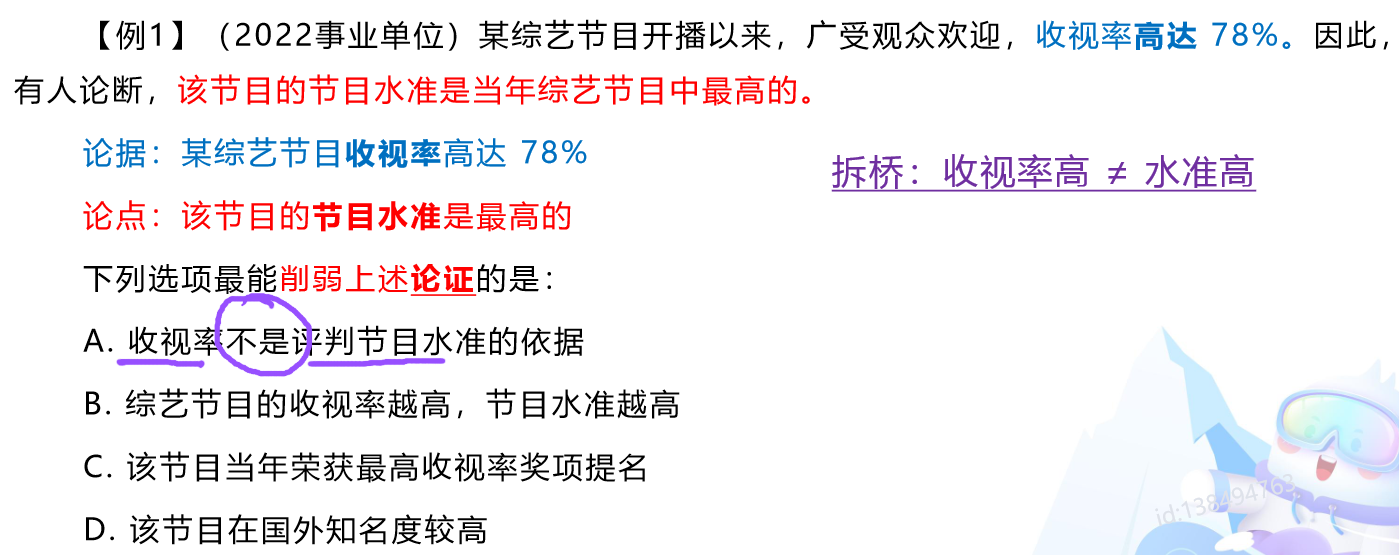 【例1】（2022事业单位）某综艺节目开播以来，广受观众欢迎，收视率高达 78%。因此，
有人论断，该节目的节目水准是当年综艺节目中最高的。
论据：某综艺节目收视率高达 78%
拆桥：收视率高 ≠ 水准高
论点：该节目的节目水准是最高的
下列选项最能削弱上述论证的是：
A. 收视率不是评判节目水准的依据
B. 综艺节目的收视率越高，节目水准越高
C. 该节目当年荣获最高收视率奖项提名
D. 该节目在国外知名度较高
id:138494763